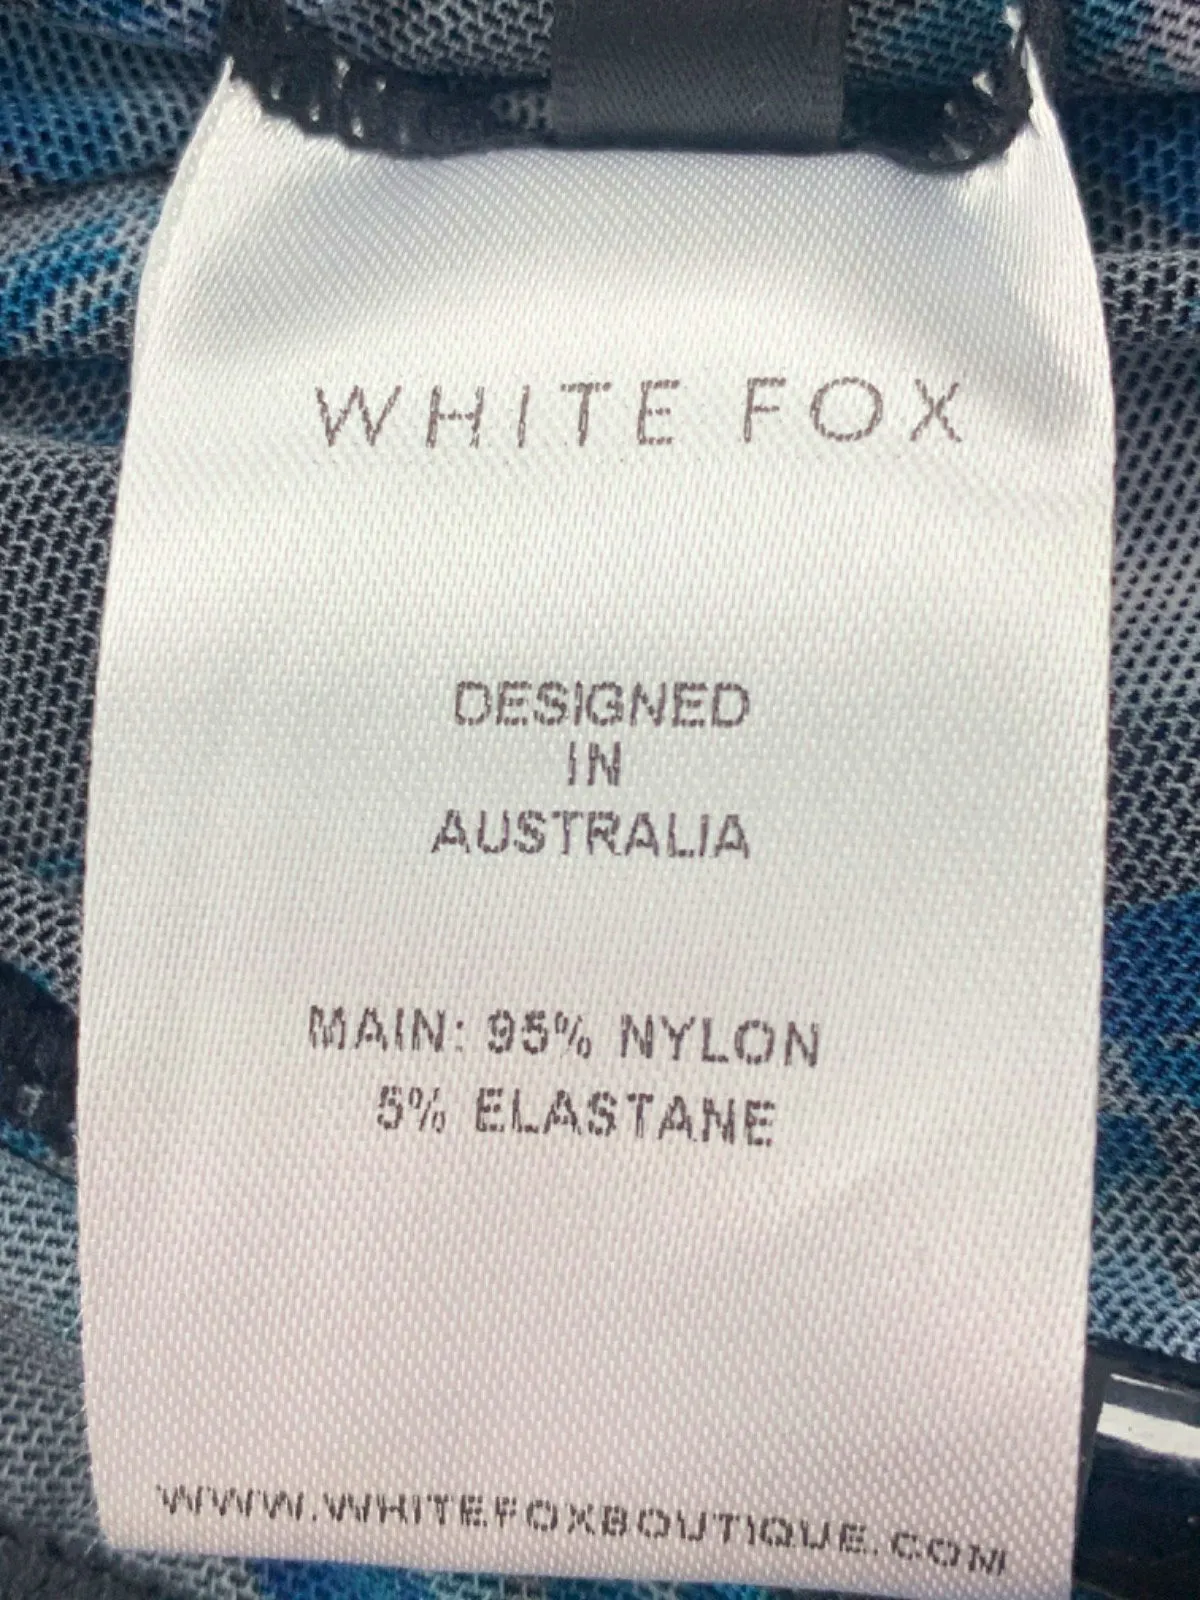 WHITE FOX
DESIGNED
IN
AUSTRALIA
MAIN: 95% NYLON
5% ELASTANE
WWW.WHITEFOXBOUTIQUE.COM